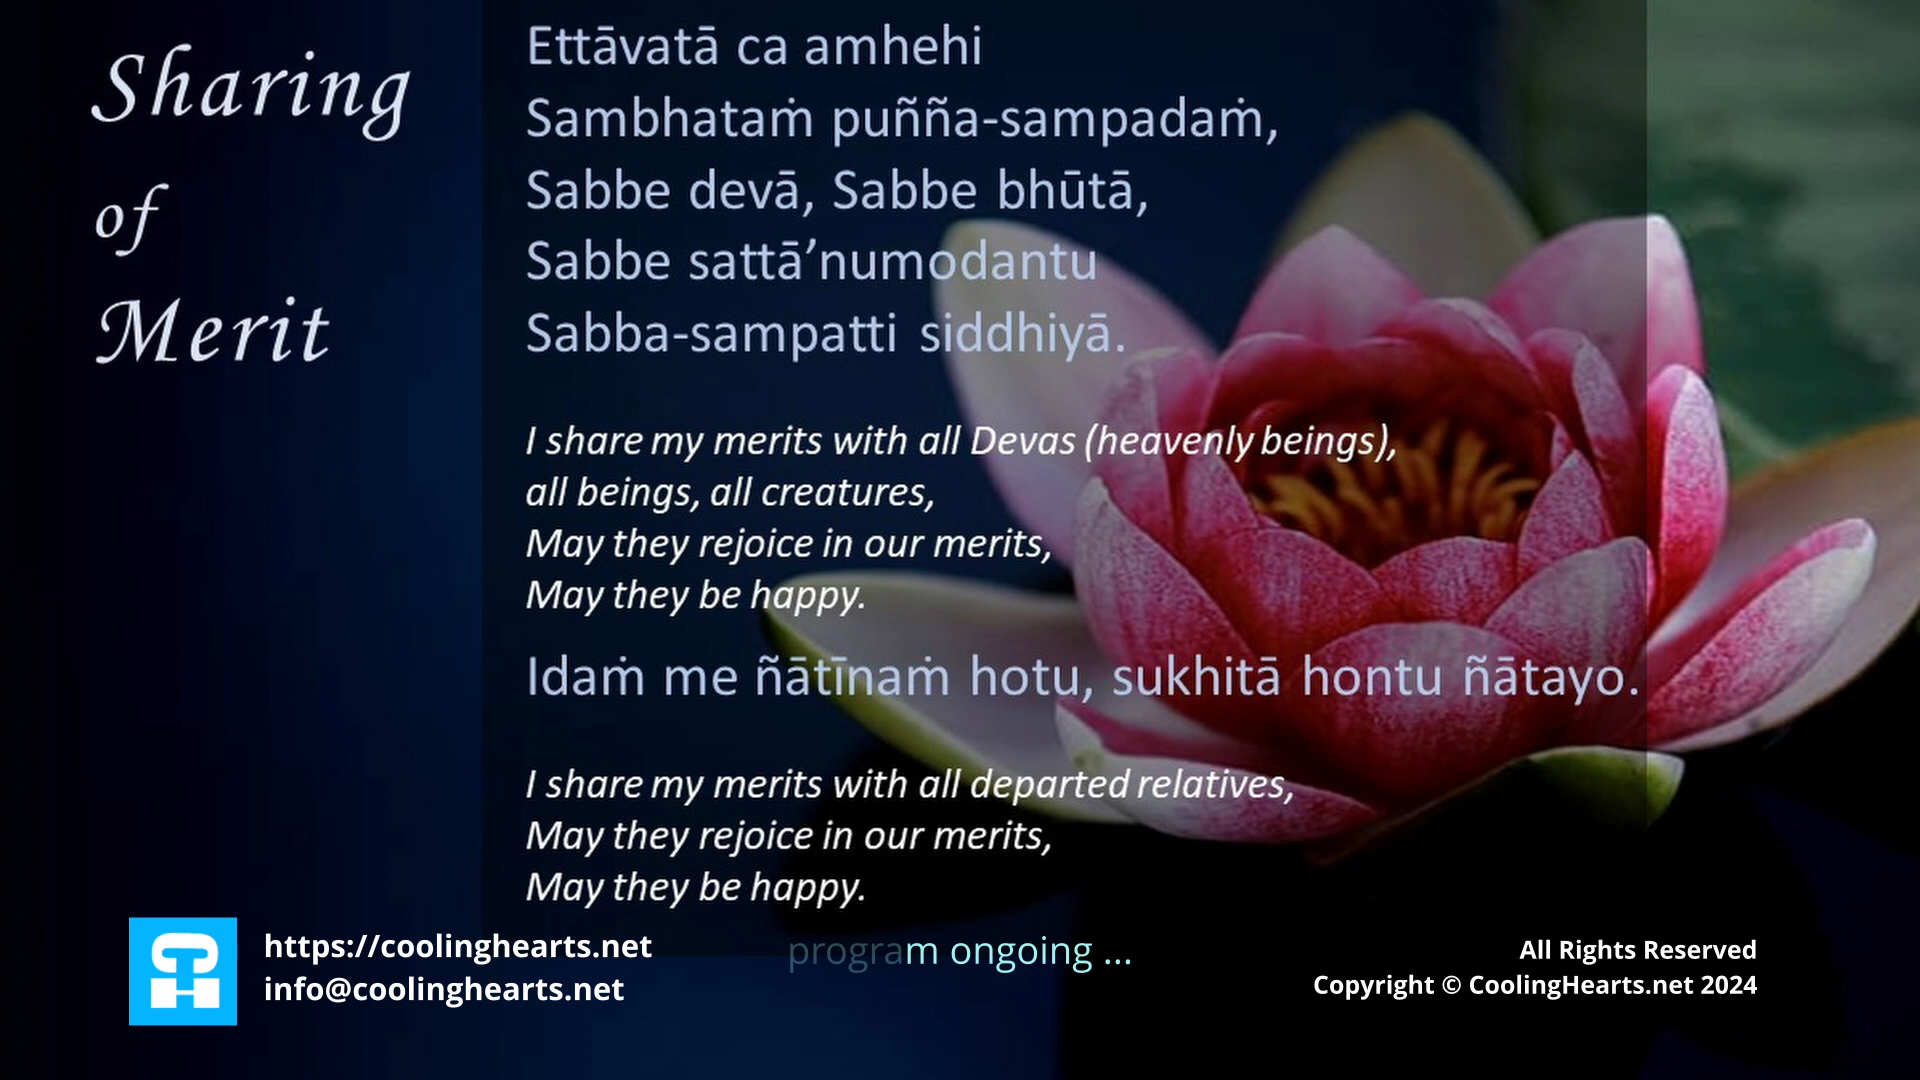 Sharing
of
Merit
Ettāvatā ca amhehi
Sambhataṁ puñña-sampadaṁ,
Sabbe devā, Sabbe bhūtā,
Sabbe sattā’numodantu
Sabba-sampatti siddhiyā.
I share my merits with all Devas (heavenly beings),
all beings, all creatures,
May they rejoice in our merits,
May they be happy.
Idaṁ me ñātīnaṁ hotu, sukhitā hontu ñātayo.
I share my merits with all departed relatives,
May they rejoice in our merits,
May they be happy.
https://coolinghearts.net
info@coolinghearts.net
program ongoing ...
All Rights Reserved
Copyright © CoolingHearts.net 2024